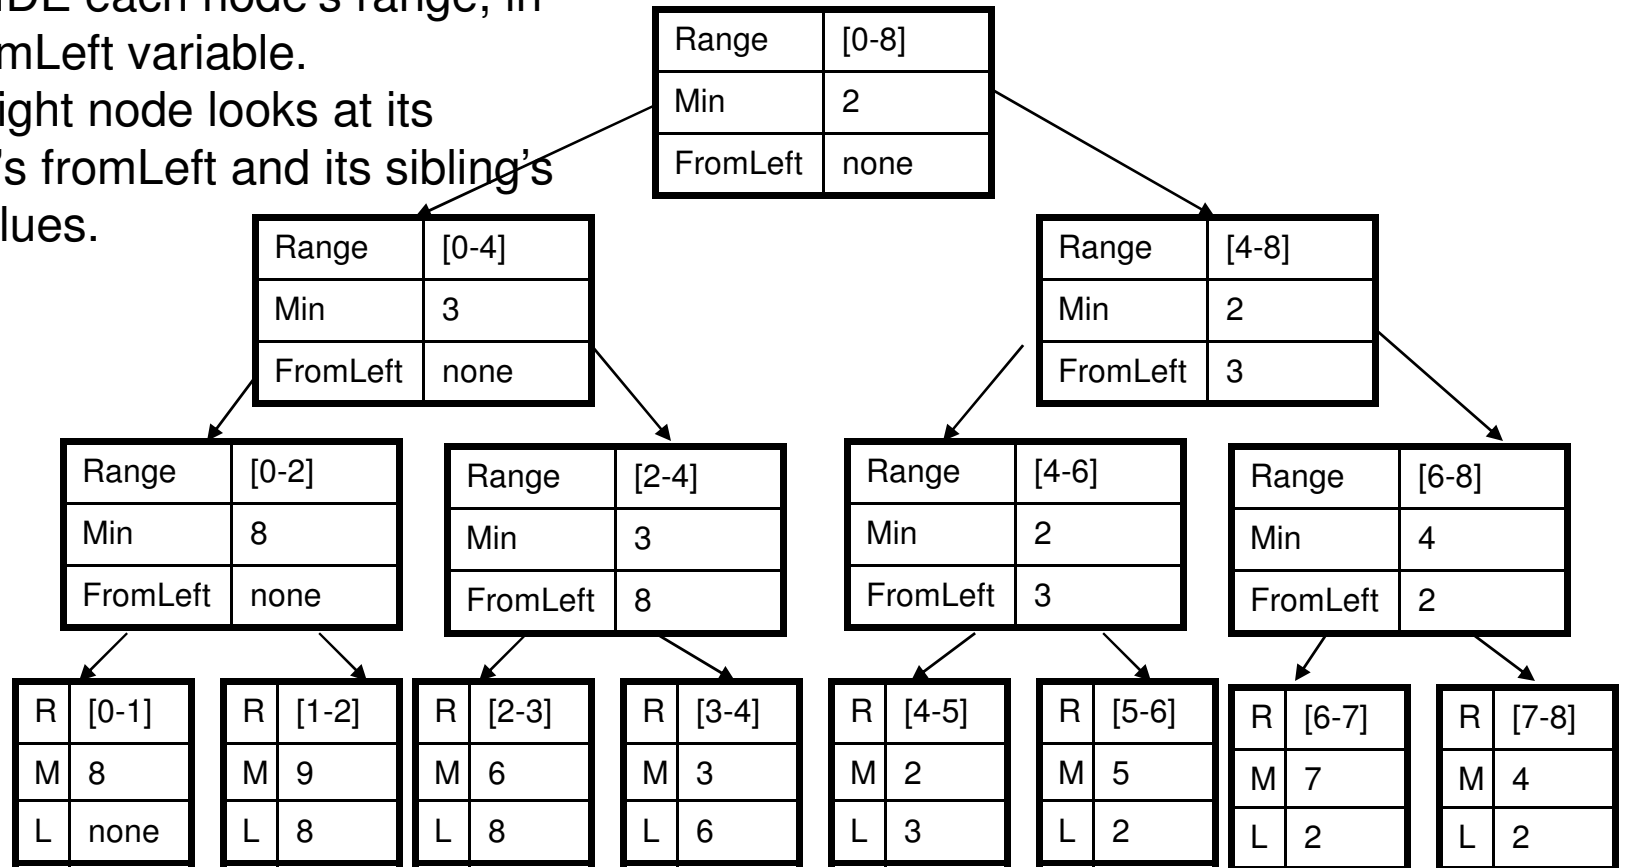 each node's range, in
variable.
node looks at its
fromLeft and its sibling's
Range [0-8]
Min 2
FromLeft none
Range [0-4]
Min 3
FromLeft none
Range [4-8]
Min 2
FromLeft 3
Range [0-2]
Min 8
FromLeft none
Range [2-4]
Min 3
FromLeft 8
Range [4-6]
Min 2
FromLeft 3
Range [6-8]
Min 4
FromLeft 2
R [0-1]
M 8
L none
R [1-2]
M 9
L 8
R [2-3]
M 6
L 8
R [3-4]
M 3
L 6
R [4-5]
M 2
L 3
R [5-6]
M 5
L 2
R [6-7]
M 7
L 2
R [7-8]
M 4
L 2